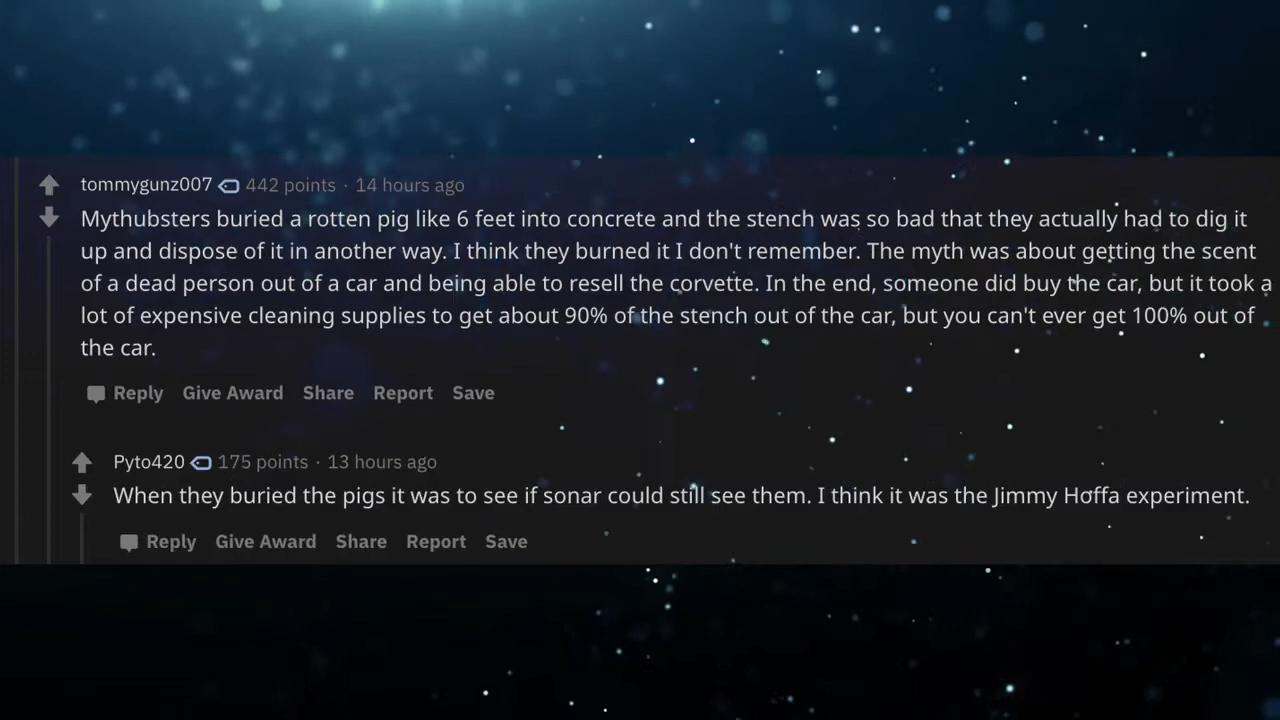 tommygunz007 442 points · 14 hours ago
Mythubsters buried a rotten pig like 6 feet into concrete and the stench was so bad that they actually had to dig it
up and dispose of it in another way. I think they burned it I don't remember. The myth was about getting the scent
of a dead person out of a car and being able to resell the corvette. In the end, someone did buy the car, but it took a
lot of expensive cleaning supplies to get about 90% of the stench out of the car, but you can't ever get 100% out of
the car.
Reply Give Award Share Report Save
Pyto420 175 points · 13 hours ago
When they buried the pigs it was to see if sonar could still see them. I think it was the Jimmy Hoffa experiment.
Reply Give Award Share Report Save